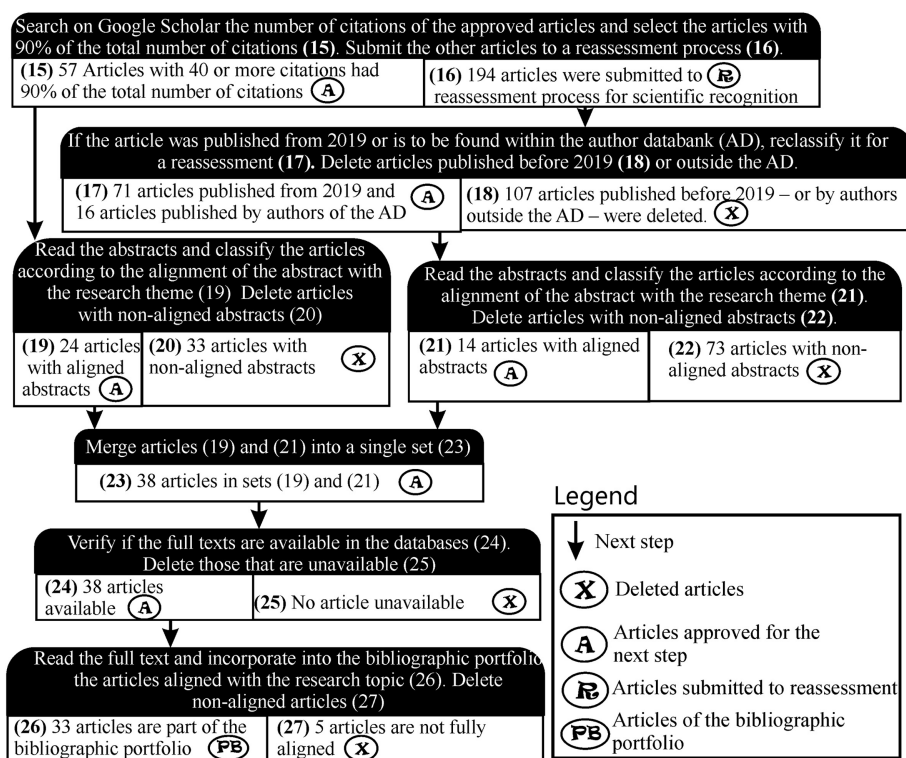 Search on Google Scholar the number of citations of the approved articles and select the articles with
90% of the total number of citations (15). Submit the other articles to a reassessment process (16).
(15) 57 Articles with 40 or more citations had
90% of the total number of citations A
(16) 194 articles were submitted to R
reassessment process for scientific recognition
If the article was published from 2019 or is to be found within the author databank (AD), reclassify it for
a reassessment (17). Delete articles published before 2019 (18) or outside the AD.
(17) 71 articles published from 2019 and
16 articles published by authors of the AD A
(18) 107 articles published before 2019 – or by authors
outside the AD – were deleted. X
Read the abstracts and classify the articles
according to the alignment of the abstract with
the research theme (19) Delete articles
with non-aligned abstracts (20)
(19) 24 articles
with aligned
abstracts A
(20) 33 articles with
non-aligned abstracts X
Read the abstracts and classify the articles according to the
alignment of the abstract with the research theme (21).
Delete articles with non-aligned abstracts (22).
(21) 14 articles with aligned
abstracts A
(22) 73 articles with non-
aligned abstracts X
Merge articles (19) and (21) into a single set (23)
(23) 38 articles in sets (19) and (21) A
Verify if the full texts are available in the databases (24).
Delete those that are unavailable (25)
(24) 38 articles
available A
(25) No article unavailable X
Read the full text and incorporate into the bibliographic portfolio
the articles aligned with the research topic (26). Delete
non-aligned articles (27)
(26) 33 articles are part of the
bibliographic portfolio PB
(27) 5 articles are not fully
aligned X
Legend
Next step
X Deleted articles
A Articles approved for the
next step
R Articles submitted to reassessment
PB Articles of the bibliographic
portfolio